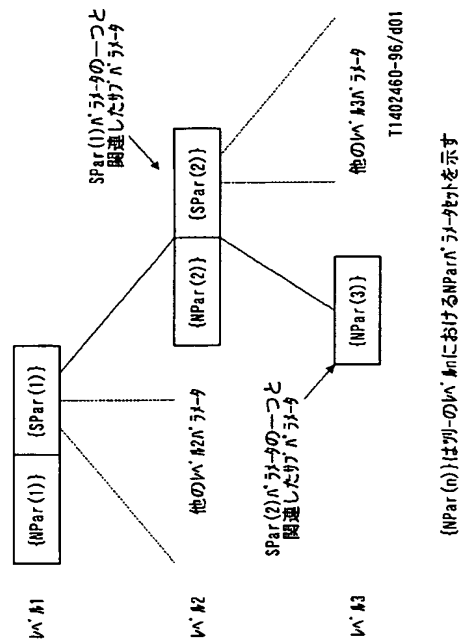 レベル1
{NPar(1)}
{SPar(1)}
SPar(1)パラメータの一つと
関連したサブパラメータ
レベル2
他のレベル2パラメータ
{NPar(2)}
{SPar(2)}
SPar(2)パラメータの一つと
関連したサブパラメータ
レベル3
{NPar(3)}
他のレベル3パラメータ
T1402460-96/d01
{NPar(n)}はツリーのレベルnにおけるNParパラメータセットを示す